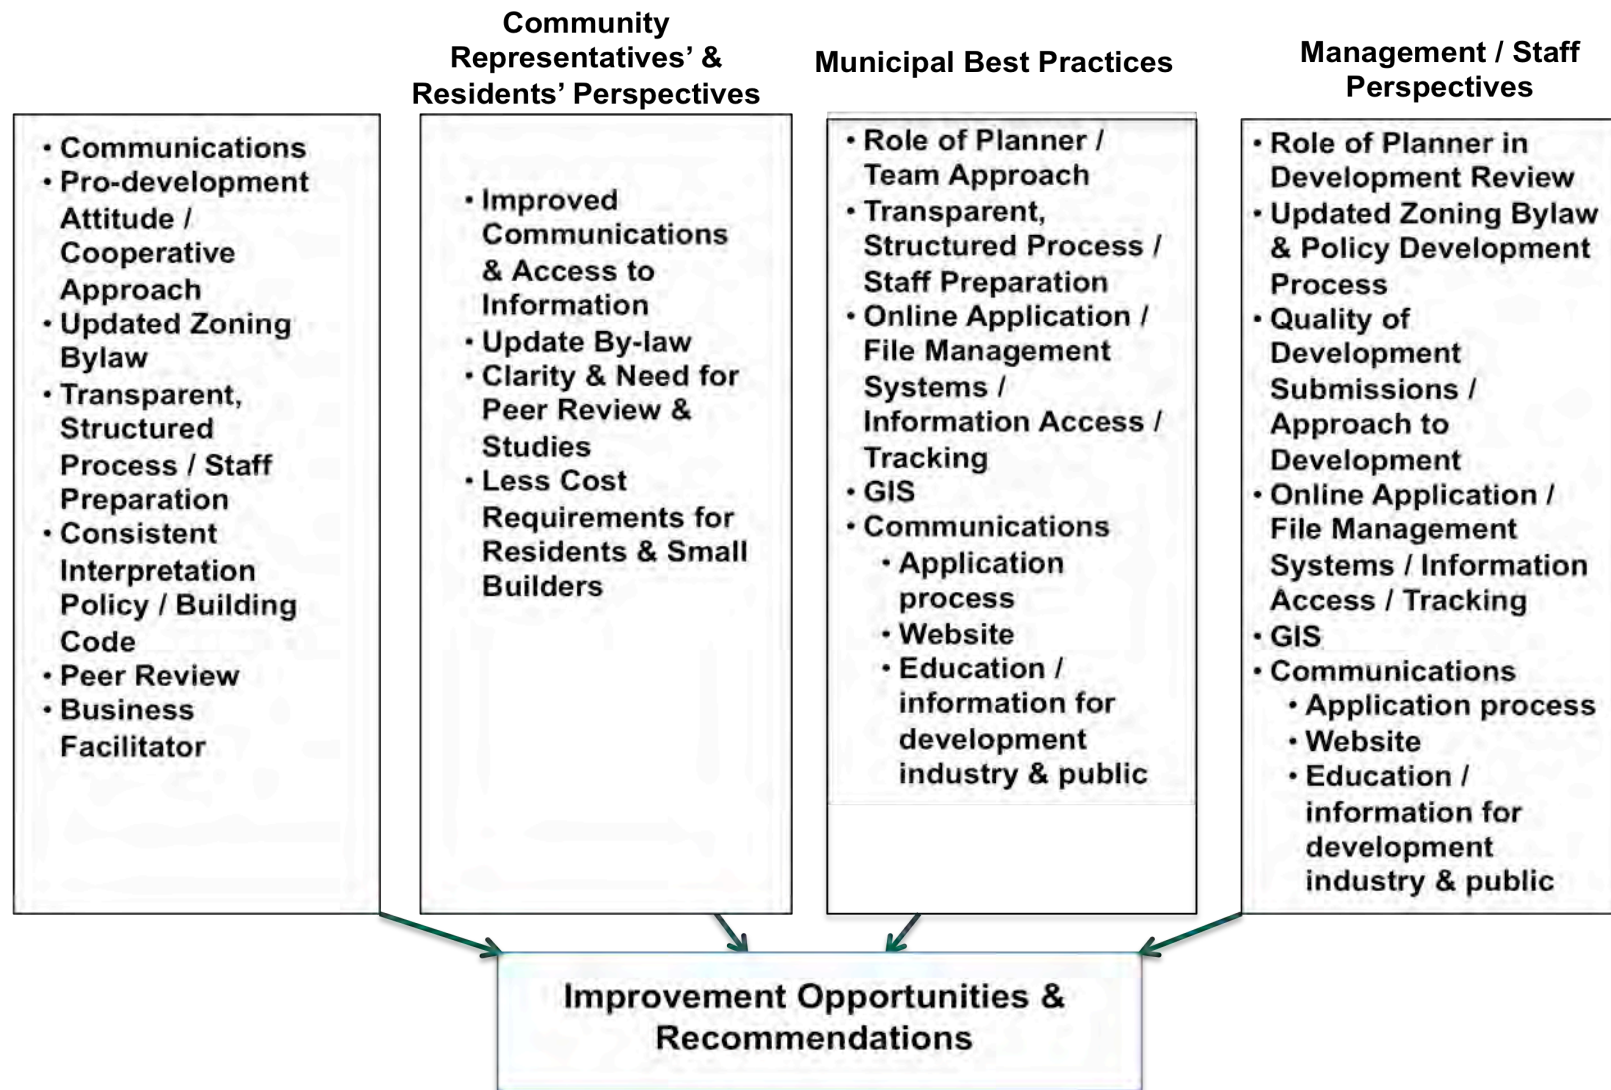 Community
Representatives’ &
Residents’ Perspectives
Municipal Best Practices
Management / Staff
Perspectives
• Communications
• Pro-development
Attitude /
Cooperative
Approach
• Updated Zoning
Bylaw
• Transparent,
Structured
Process / Staff
Preparation
• Consistent
Interpretation
Policy / Building
Code
• Peer Review
• Business
Facilitator
• Improved
Communications
& Access to
Information
• Update By-law
• Clarity & Need for
Peer Review &
Studies
• Less Cost
Requirements for
Residents & Small
Builders
• Role of Planner /
Team Approach
• Transparent,
Structured Process /
Staff Preparation
• Online Application /
File Management
Systems /
Information Access /
Tracking
• GIS
• Communications
• Application
process
• Website
• Education /
information for
development
industry & public
• Role of Planner in
Development Review
• Updated Zoning Bylaw
& Policy Development
Process
• Quality of
Development
Submissions /
Approach to
Development
• Online Application /
File Management
Systems / Information
Access / Tracking
• GIS
• Communications
• Application process
• Website
• Education /
information for
development
industry & public
Improvement Opportunities &
Recommendations